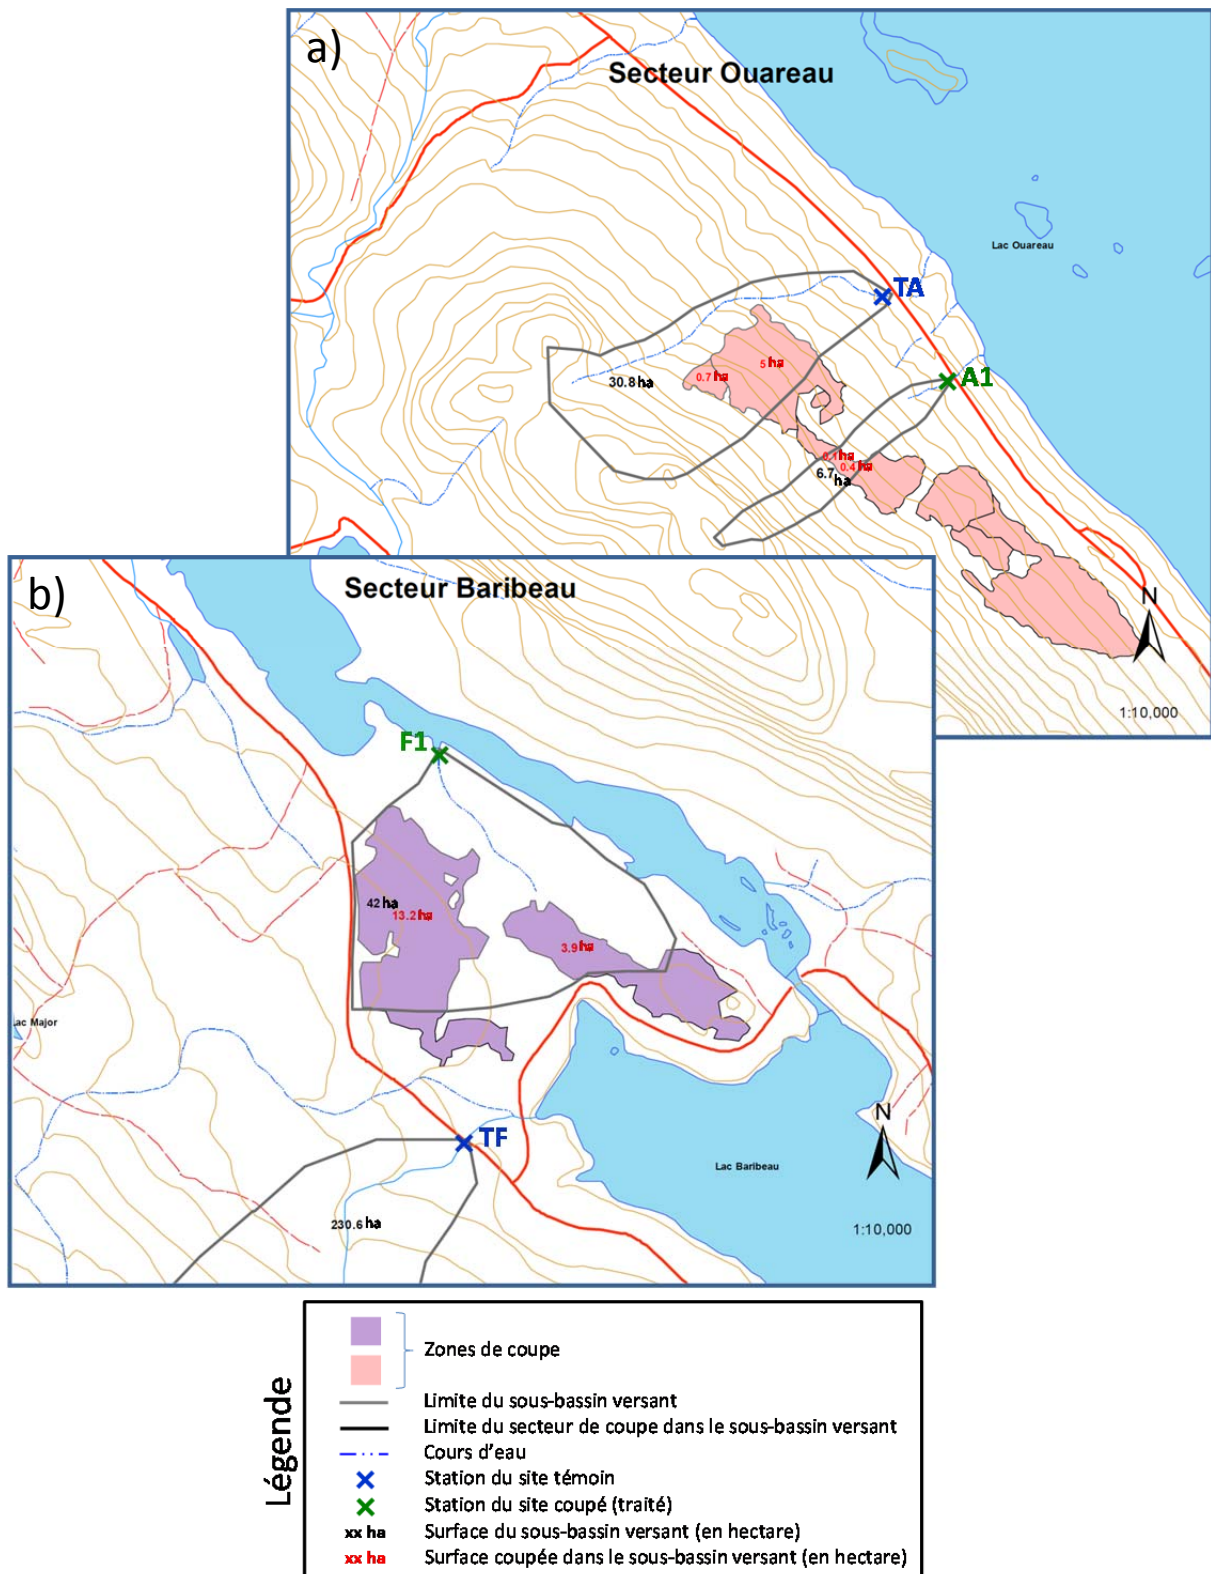 a)
Secteur Ouareau
Lac Ouareau
TA
5 ha
0.7 ha
30.8 ha
A1
0.1 ha
0.4 ha
6.7 ha
N
1:10,000
b)
Secteur Baribeau
F1
42 ha
13.2 ha
3.9 ha
Lac Major
N
TF
Lac Baribeau
230.6 ha
1:10,000
Légende
Zones de coupe
Limite du sous-bassin versant
Limite du secteur de coupe dans le sous-bassin versant
Cours d'eau
Station du site témoin
Station du site coupé (traité)
xx ha Surface du sous-bassin versant (en hectare)
xx ha Surface coupée dans le sous-bassin versant (en hectare)